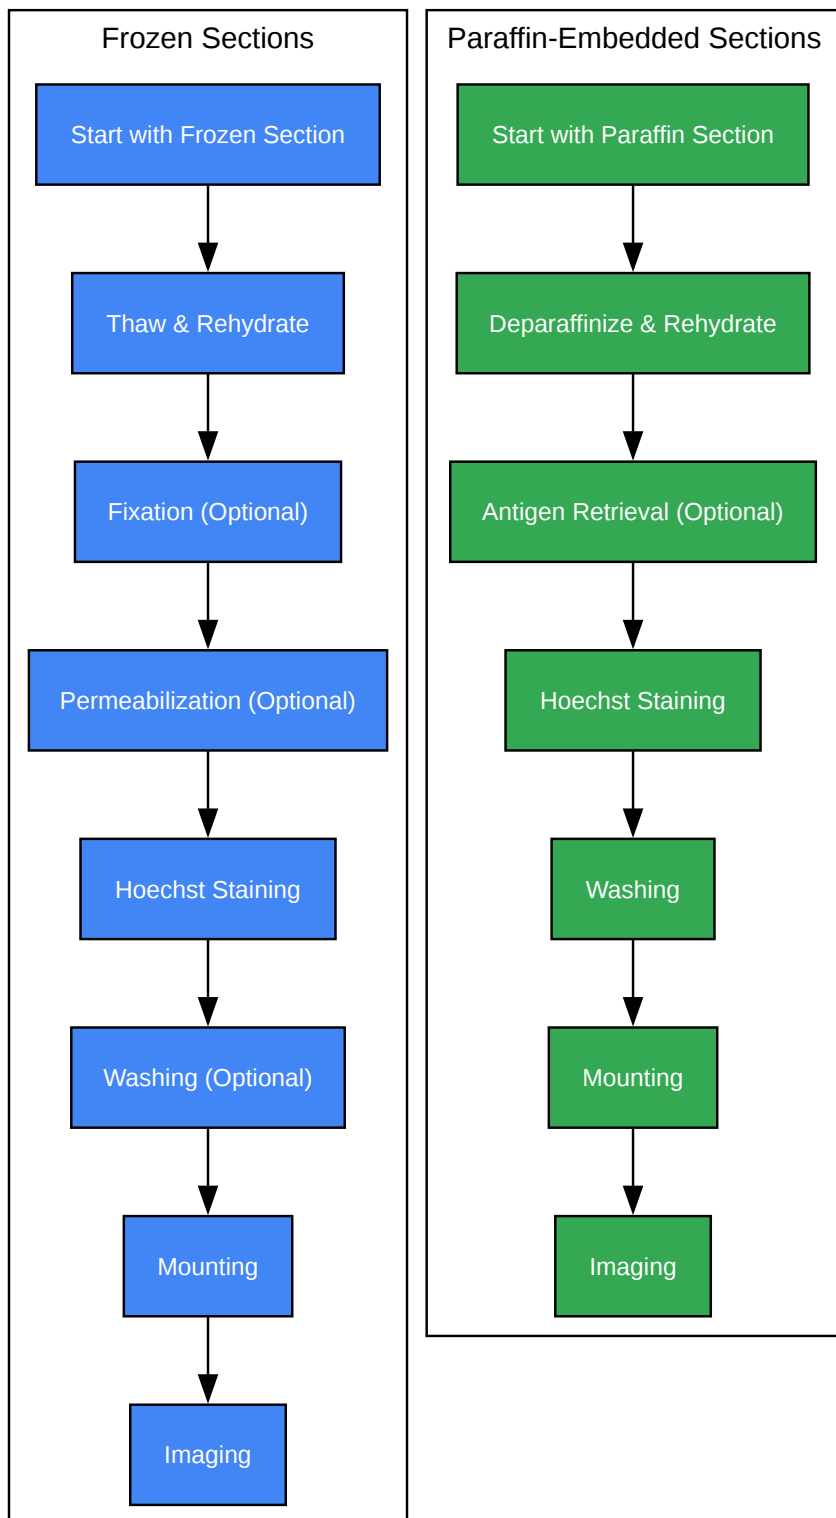 Frozen Sections
Start with Frozen Section
Thaw & Rehydrate
Fixation (Optional)
Permeabilization (Optional)
Hoechst Staining
Washing (Optional)
Mounting
Imaging
Paraffin-Embedded Sections
Start with Paraffin Section
Deparaffinize & Rehydrate
Antigen Retrieval (Optional)
Hoechst Staining
Washing
Mounting
Imaging